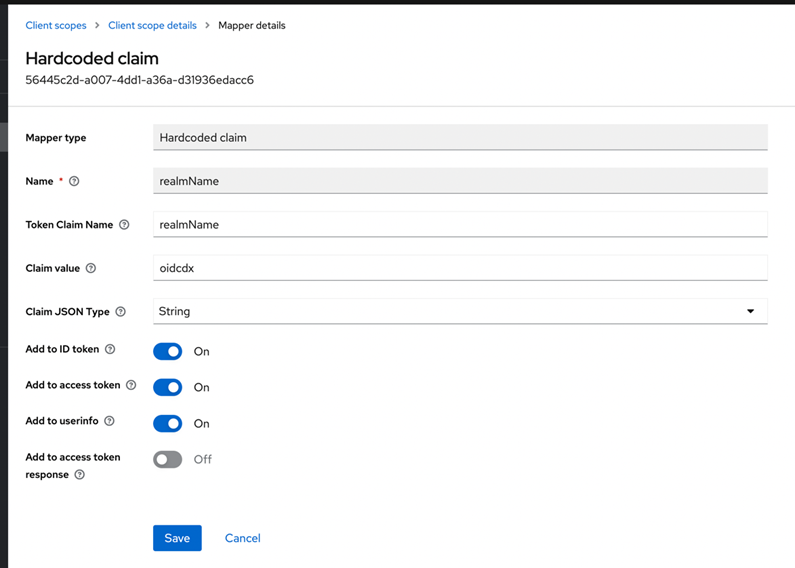 Client scopes > Client scope details > Mapper details
Hardcoded claim
56445c2d-a007-4dd1-a36a-d31936edacc6
Mapper type Hardcoded claim
Name * realmName
Token Claim Name realmName
Claim value oidcdx
Claim JSON Type String
Add to ID token On
Add to access token On
Add to userinfo On
Add to access token
response Off
Save Cancel